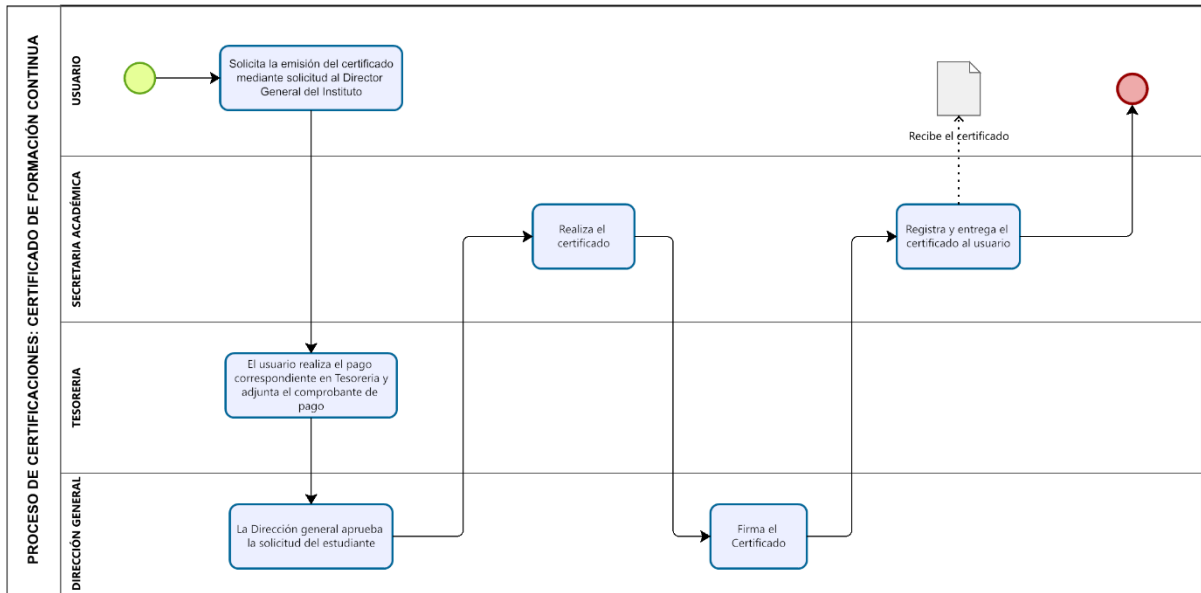 PROCESO DE CERTIFICACIONES: CERTIFICADO DE FORMACIÓN CONTINUA
USUARIO
Solicita la emisión del certificado
mediante solicitud al Director
General del Instituto
Recibe el certificado
SECRETARIA ACADÉMICA
Realiza el
certificado
Registra y entrega el
certificado al usuario
TESORERIA
El usuario realiza el pago
correspondiente en Tesoreria y
adjunta el comprobante de
pago
DIRECCIÓN GENERAL
La Dirección general aprueba
la solicitud del estudiante
Firma el
Certificado